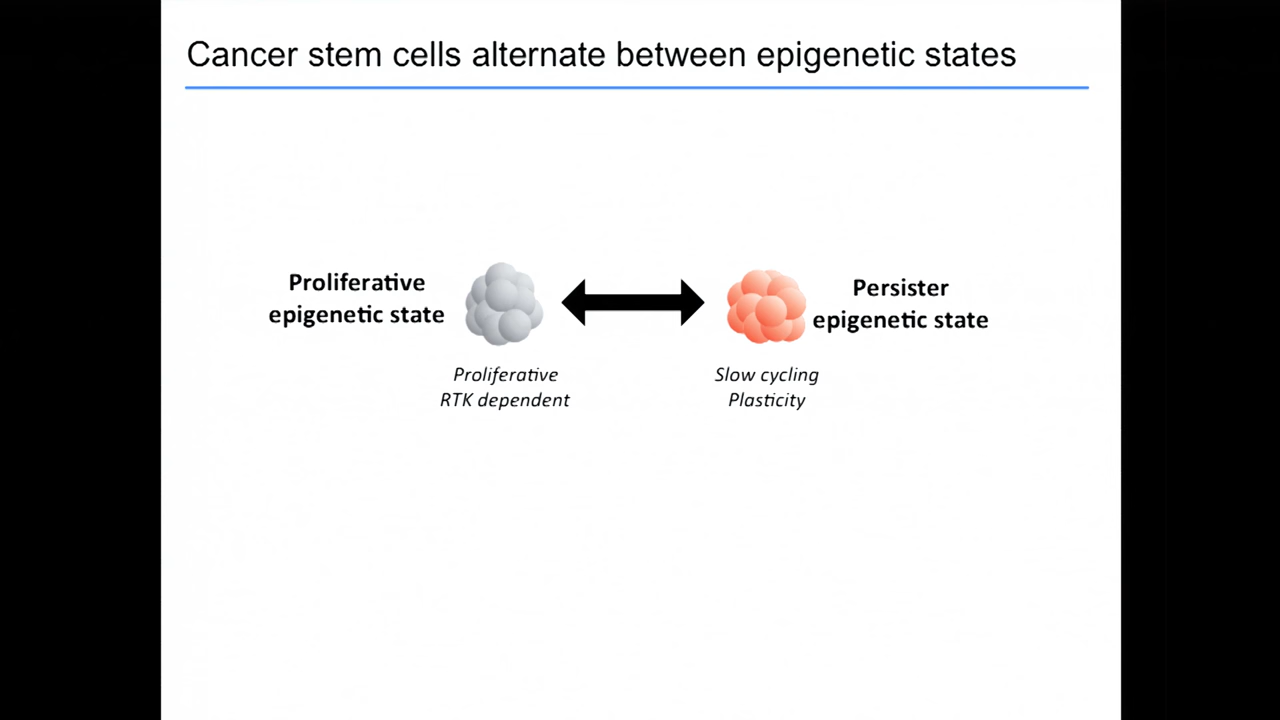 Cancer stem cells alternate between epigenetic states
Proliferative
epigenetic state
Persister
epigenetic state
Proliferative
RTK dependent
Slow cycling
Plasticity